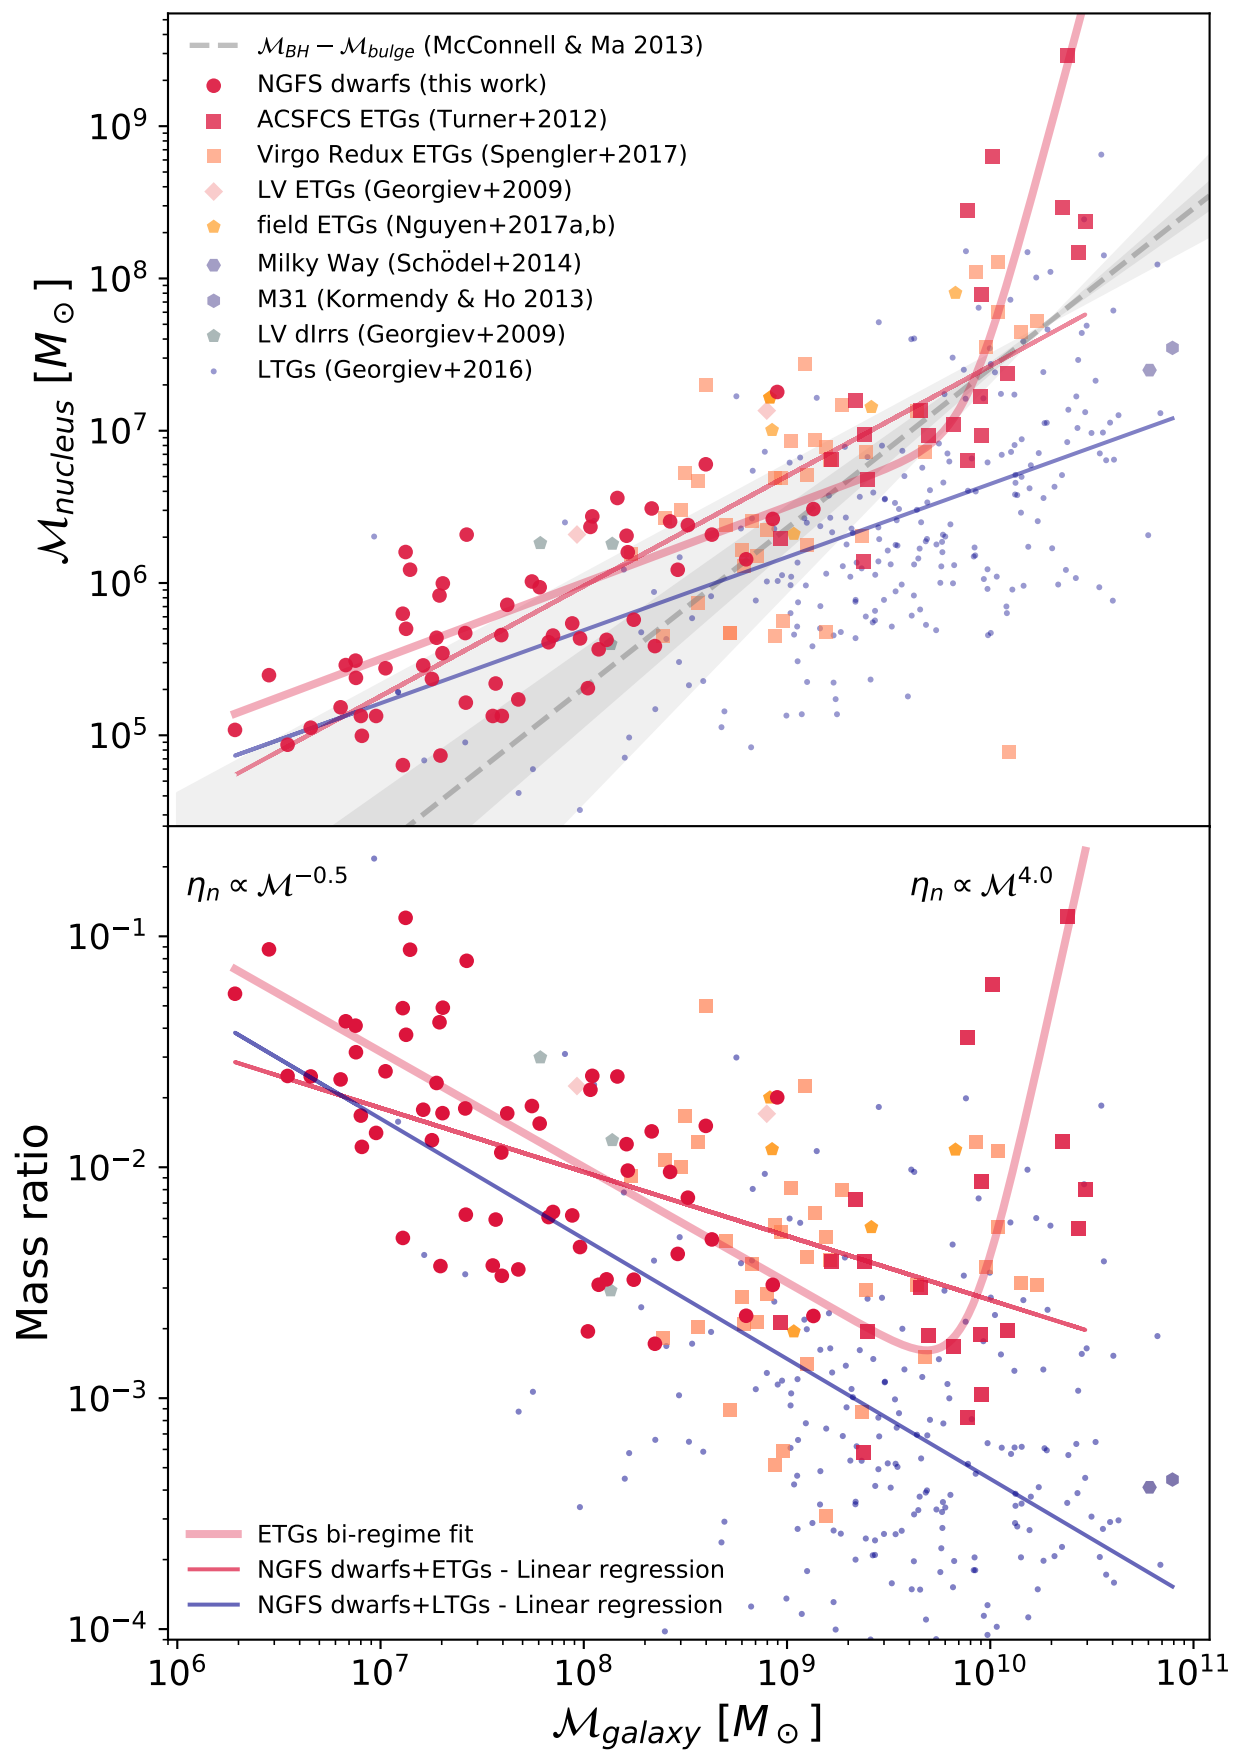 ℳ_BH − ℳ_bulge (McConnell & Ma 2013)
NGFS dwarfs (this work)
ACSFCS ETGs (Turner+2012)
Virgo Redux ETGs (Spengler+2017)
LV ETGs (Georgiev+2009)
field ETGs (Nguyen+2017a,b)
Milky Way (Schödel+2014)
M31 (Kormendy & Ho 2013)
LV dIrrs (Georgiev+2009)
LTGs (Georgiev+2016)
10^9
10^8
10^7
10^6
10^5
ℳ_nucleus [M_⊙]
η_n ∝ ℳ^−0.5
η_n ∝ ℳ^4.0
10^−1
10^−2
10^−3
10^−4
Mass ratio
ETGs bi-regime fit
NGFS dwarfs+ETGs - Linear regression
NGFS dwarfs+LTGs - Linear regression
10^6 10^7 10^8 10^9 10^10 10^11
ℳ_galaxy [M_⊙]